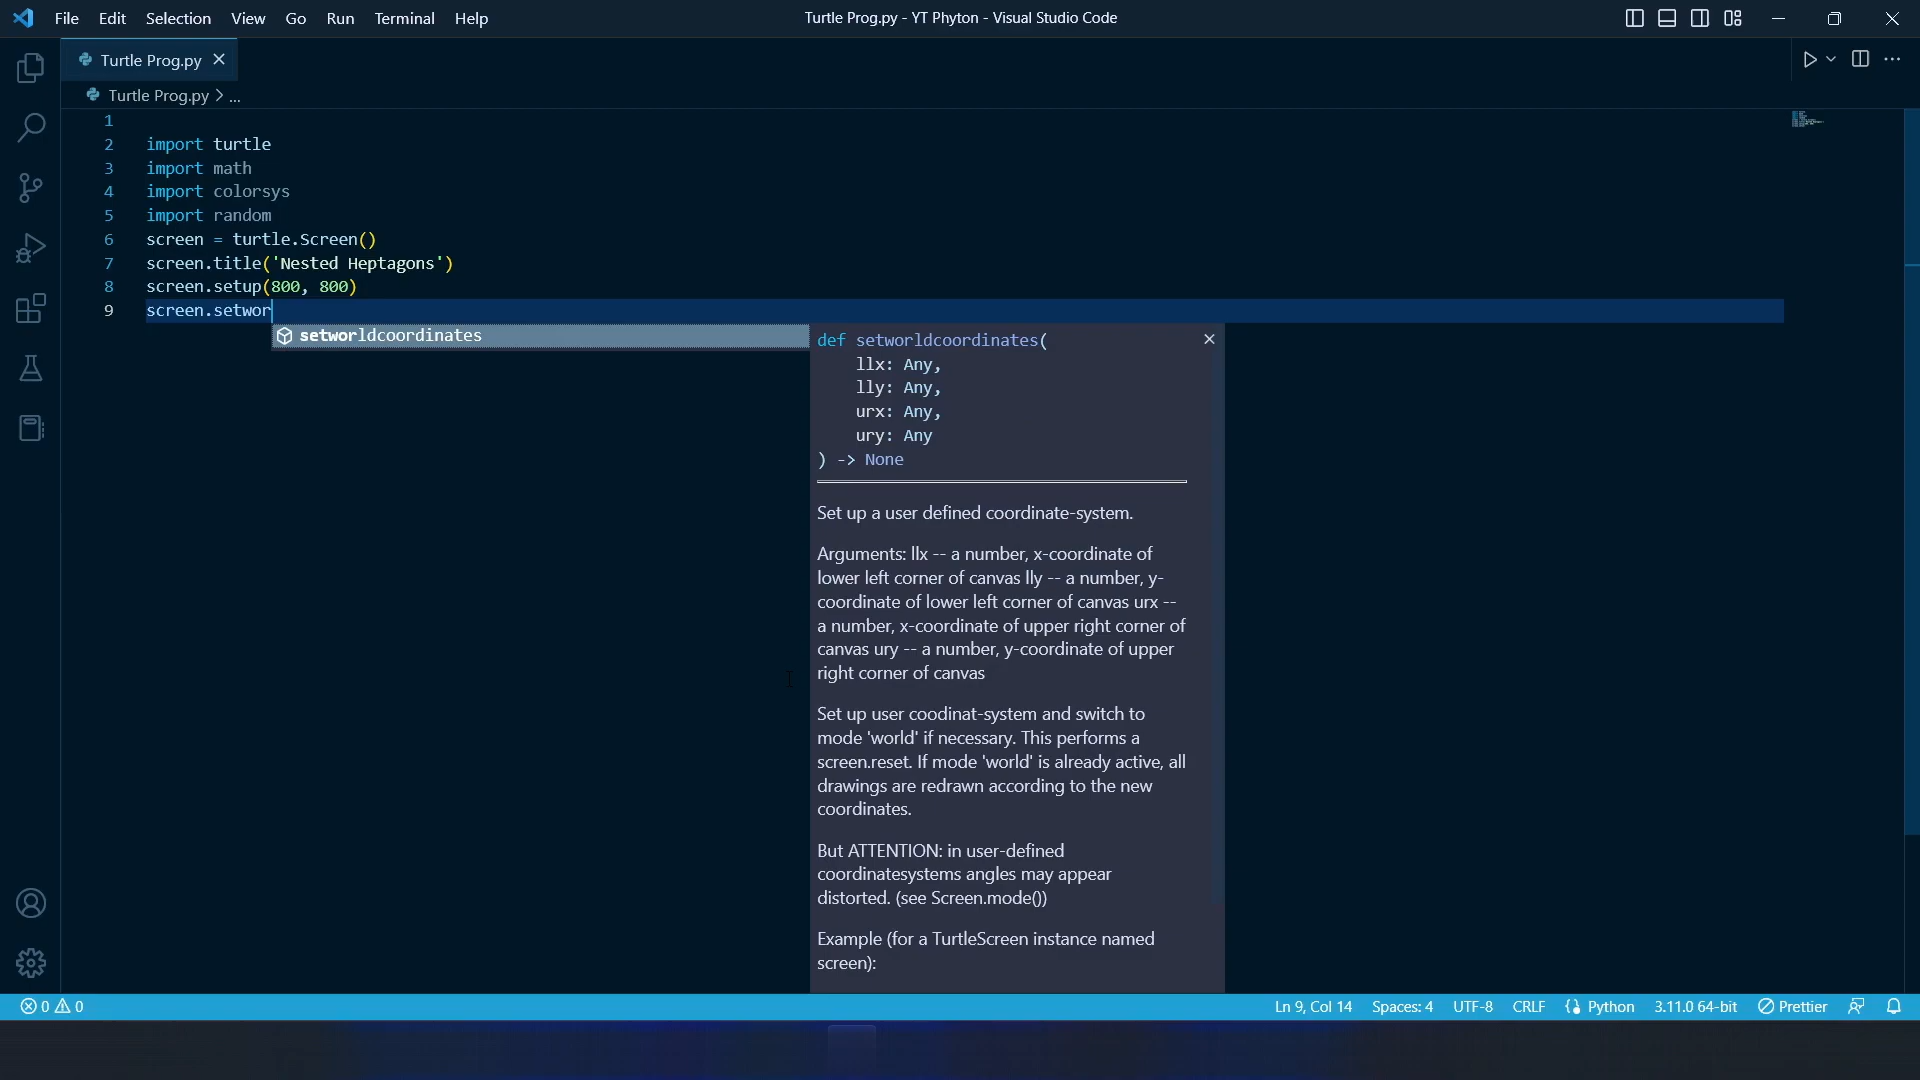 File Edit Selection View Go Run Terminal Help
Turtle Prog.py - YT Phyton - Visual Studio Code
Turtle Prog.py
Turtle Prog.py > ...
1
2 import turtle
3 import math
4 import colorsys
5 import random
6 screen = turtle.Screen()
7 screen.title('Nested Heptagons')
8 screen.setup(800, 800)
9 screen.setwor
setworldcoordinates
def setworldcoordinates(
llx: Any,
lly: Any,
urx: Any,
ury: Any
) -> None
Set up a user defined coordinate-system.
Arguments: llx -- a number, x-coordinate of
lower left corner of canvas lly -- a number, y-
coordinate of lower left corner of canvas urx --
a number, x-coordinate of upper right corner of
canvas ury -- a number, y-coordinate of upper
right corner of canvas
Set up user coodinat-system and switch to
mode 'world' if necessary. This performs a
screen.reset. If mode 'world' is already active, all
drawings are redrawn according to the new
coordinates.
But ATTENTION: in user-defined
coordinatesystems angles may appear
distorted. (see Screen.mode())
Example (for a TurtleScreen instance named
screen):
0 0
Ln 9, Col 14 Spaces: 4 UTF-8 CRLF Python 3.11.0 64-bit Prettier